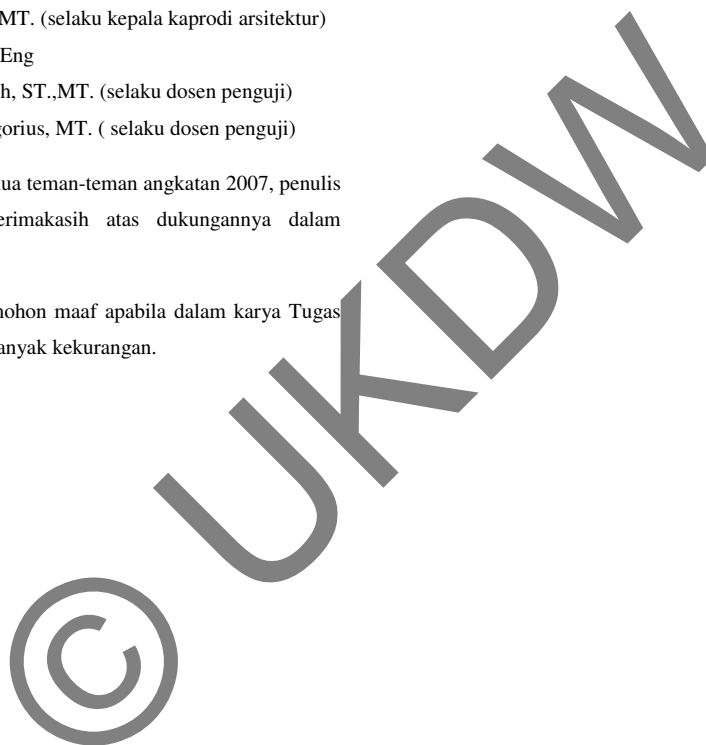 MT. (selaku kepala kaprodi arsitektur)
Eng
h, ST.,MT. (selaku dosen penguji)
gorius, MT. ( selaku dosen penguji)
ua teman-teman angkatan 2007, penulis
erimakasih atas dukungannya dalam
ohon maaf apabila dalam karya Tugas
anyak kekurangan.
© UKDW